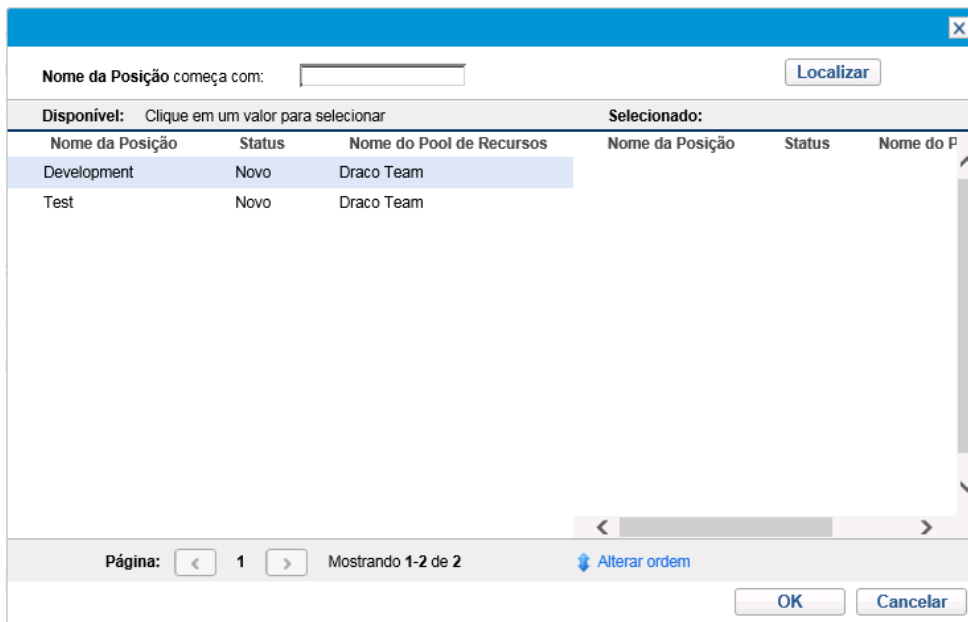 Nome da Posição começa com: Localizar
Disponível: Clique em um valor para selecionar Selecionado:
Nome da Posição Status Nome do Pool de Recursos Nome da Posição Status Nome do P
Development Novo Draco Team
Test Novo Draco Team
Página: < 1 > Mostrando 1-2 de 2 Alterar ordem
OK Cancelar